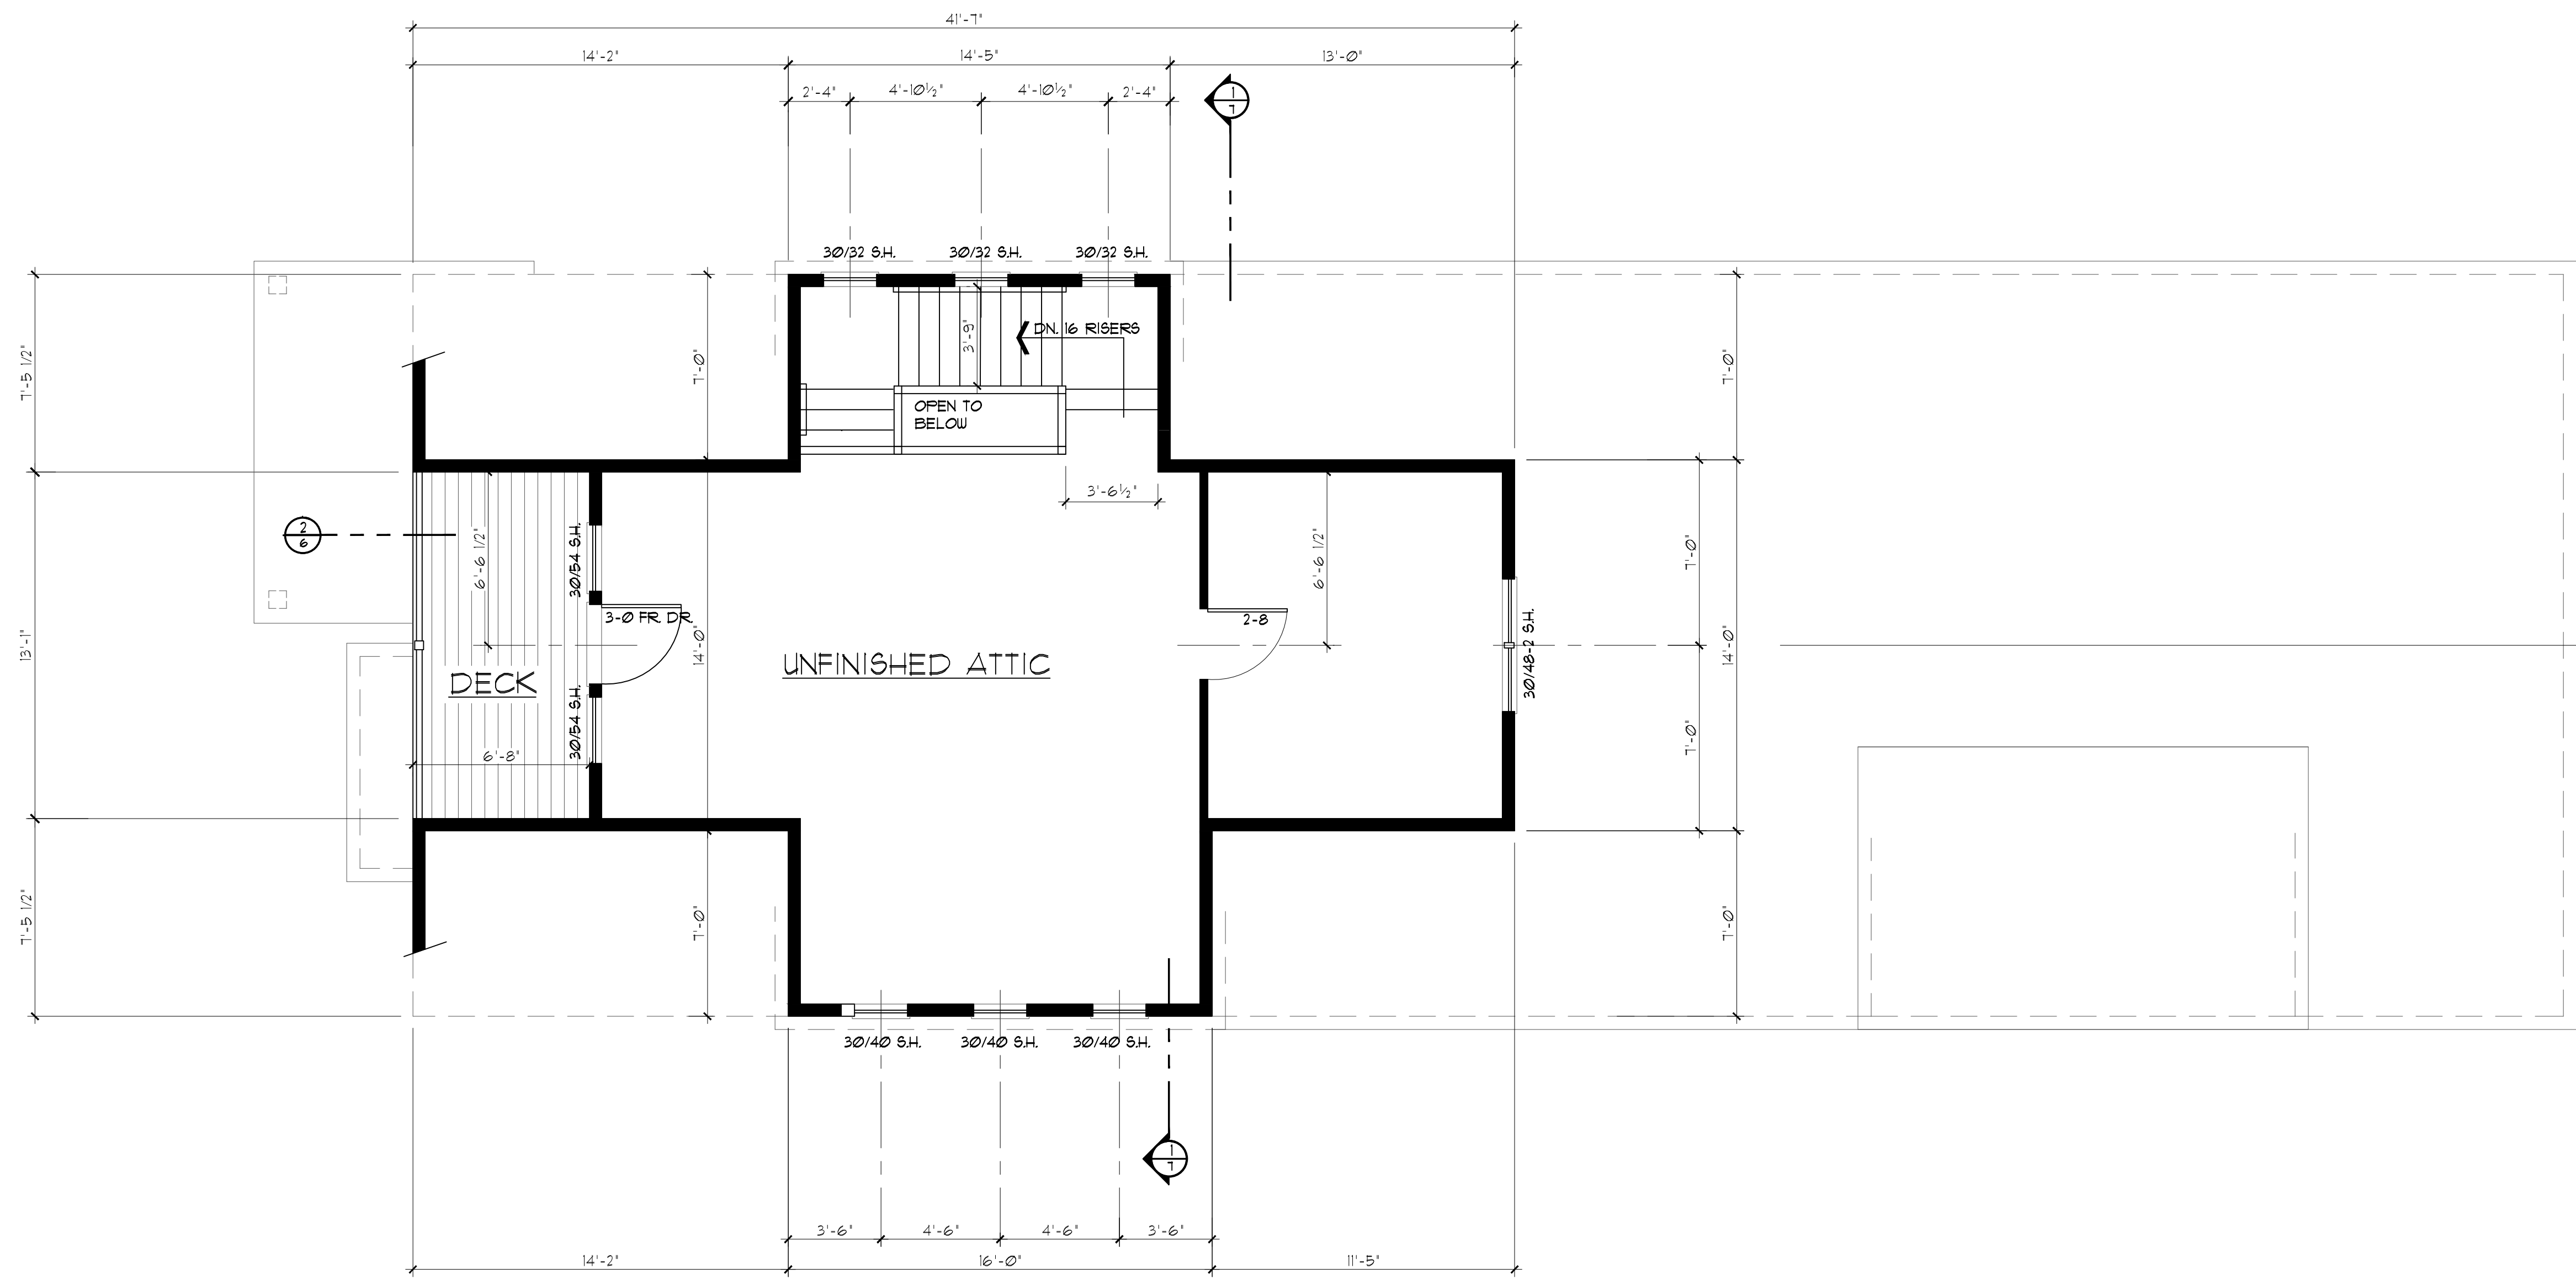 41'-7"
14'-2"
14'-5"
13'-0"
2'-4"
4'-10½"
4'-10½"
2'-4"
1
7
30/32 S.H.
30/32 S.H.
30/32 S.H.
DN. 16 RISERS
3'-9"
7'-5 1/2"
7'-0"
7'-0"
OPEN TO
BELOW
3'-6½"
2
6
6'-6 1/2"
30/54 S.H.
6'-6 1/2"
7'-0"
3-0 FR. DR.
2-8
13'-1"
14'-0"
14'-0"
UNFINISHED ATTIC
DECK
30/48-2 S.H.
30/54 S.H.
6'-8"
7'-0"
7'-5 1/2"
7'-0"
7'-0"
30/40 S.H.
30/40 S.H.
30/40 S.H.
1
7
3'-6"
4'-6"
4'-6"
3'-6"
14'-2"
16'-0"
11'-5"